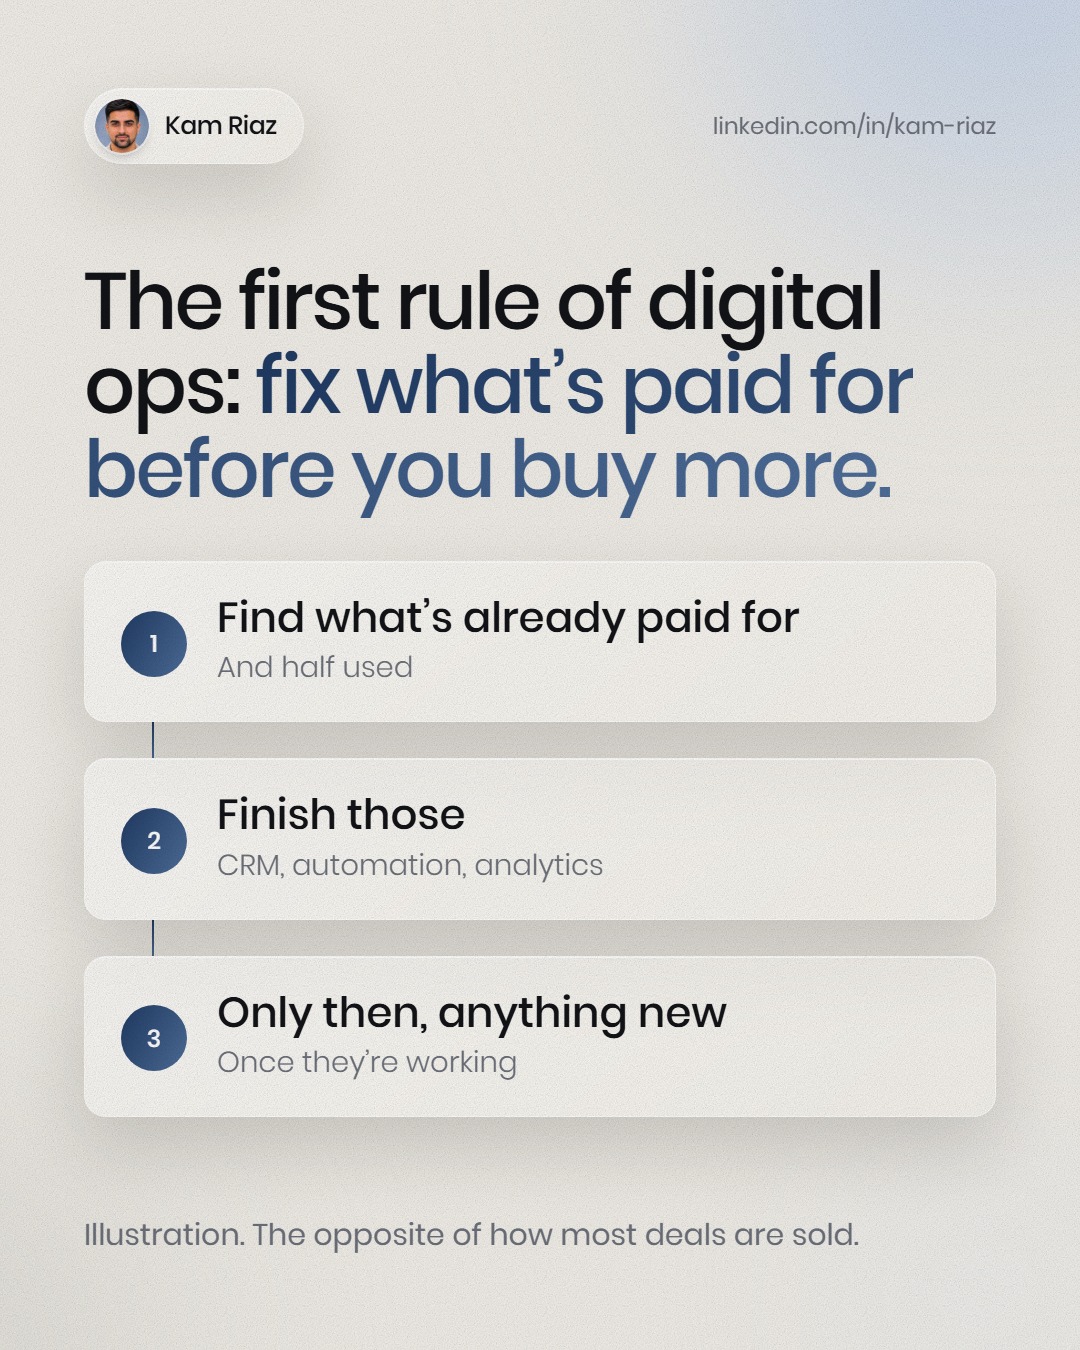 Kam Riaz
linkedin.com/in/kam-riaz
The first rule of digital
ops: fix what’s paid for
before you buy more.
1
Find what’s already paid for
And half used
2
Finish those
CRM, automation, analytics
3
Only then, anything new
Once they’re working
Illustration. The opposite of how most deals are sold.